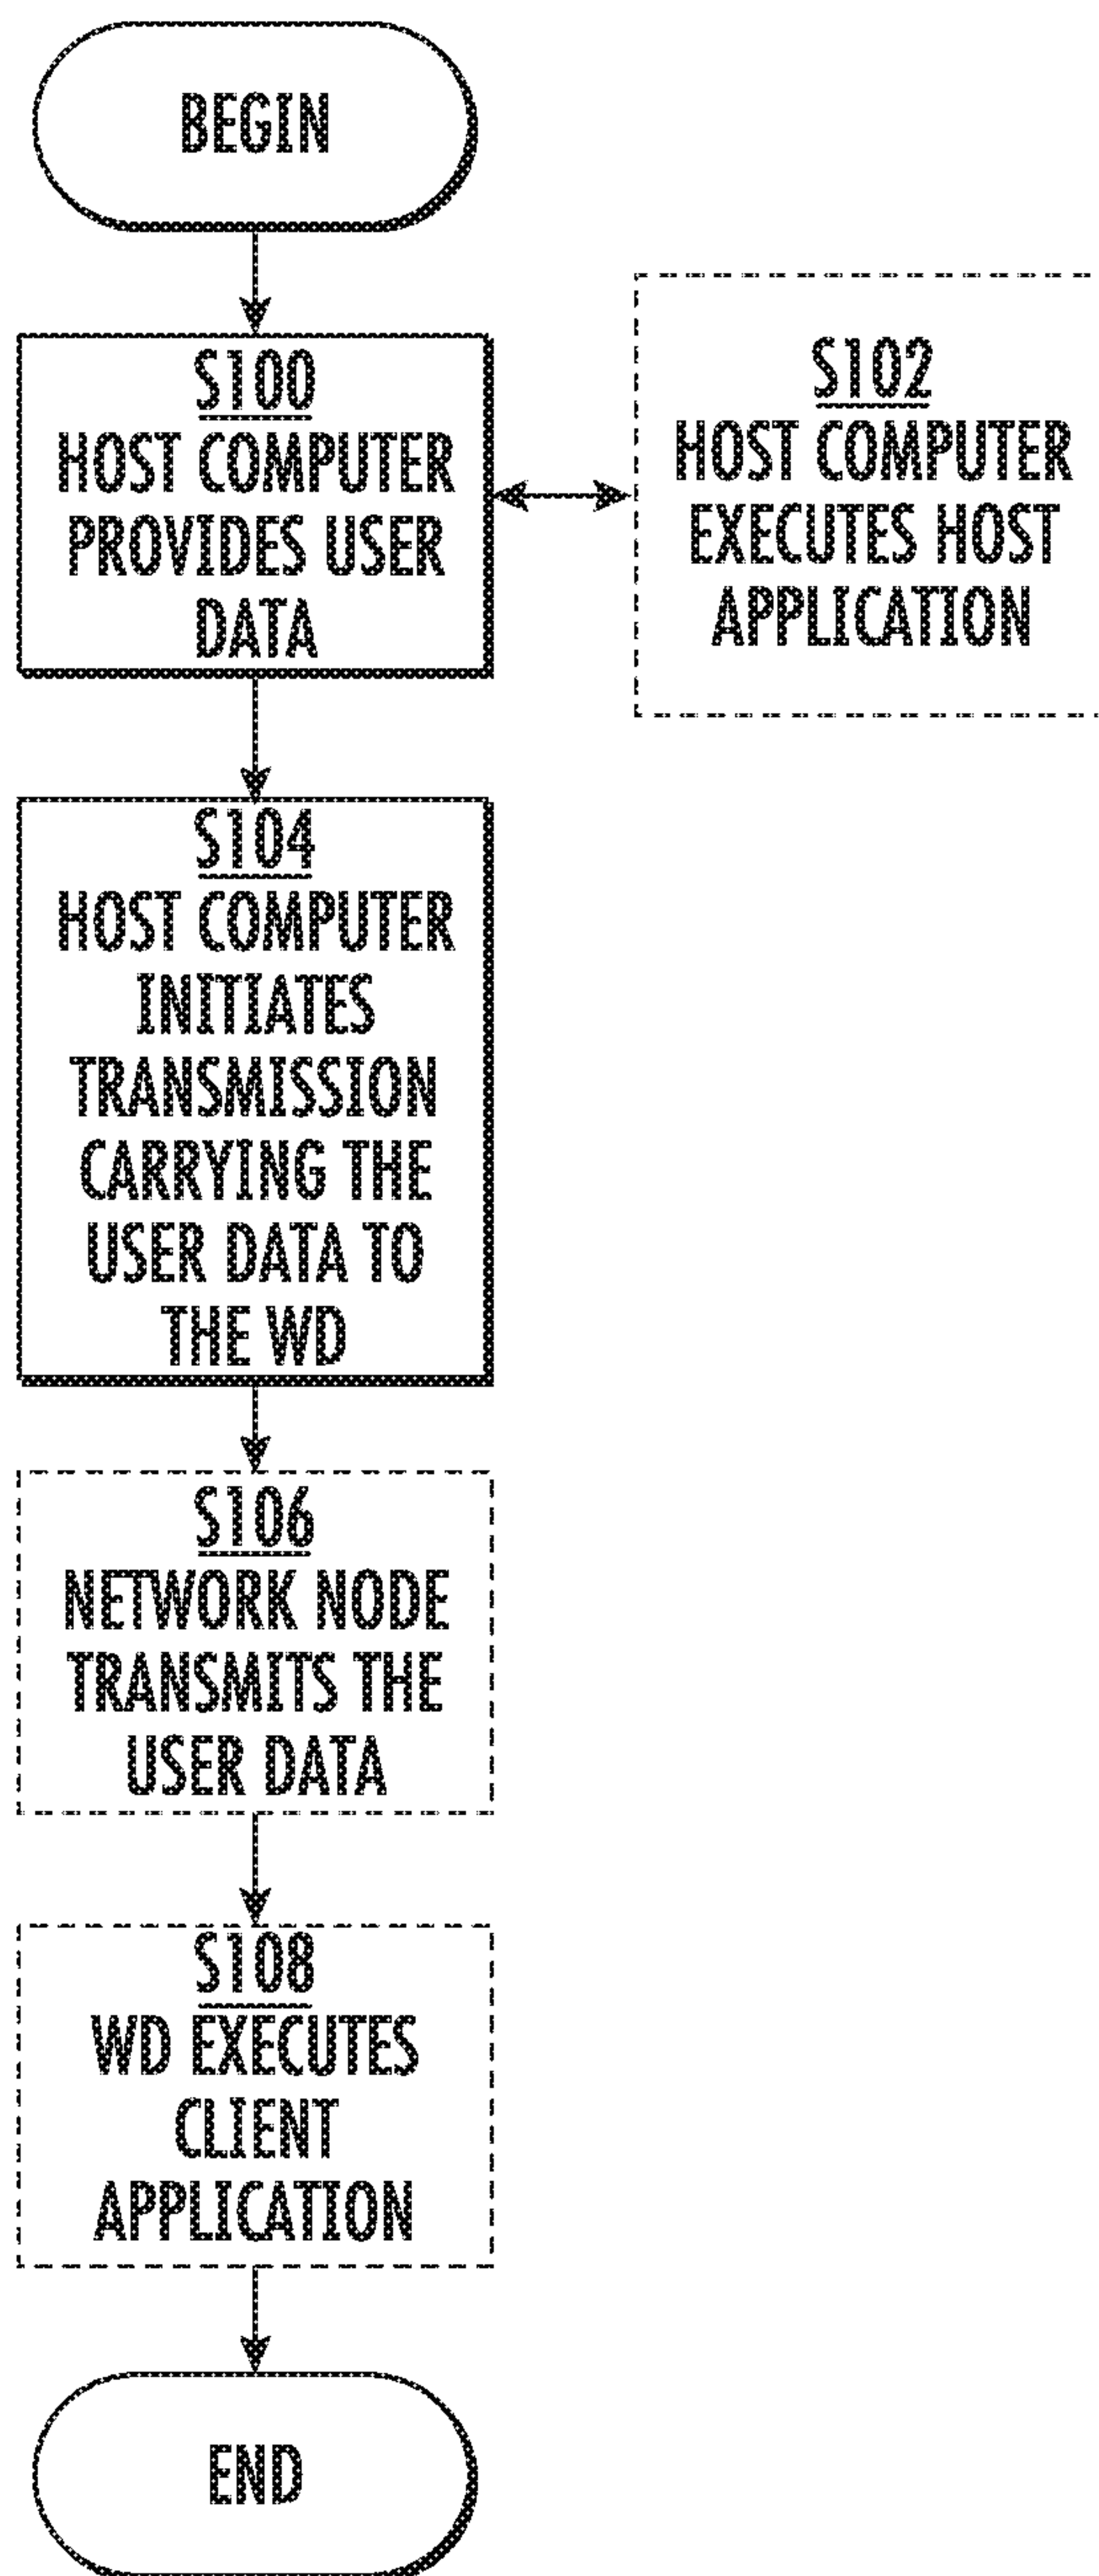 BEGIN
S100
HOST COMPUTER
PROVIDES USER
DATA
S102
HOST COMPUTER
EXECUTES HOST
APPLICATION
S104
HOST COMPUTER
INITIATES
TRANSMISSION
CARRYING THE
USER DATA TO
THE WD
S106
NETWORK NODE
TRANSMITS THE
USER DATA
S108
WD EXECUTES
CLIENT
APPLICATION
END